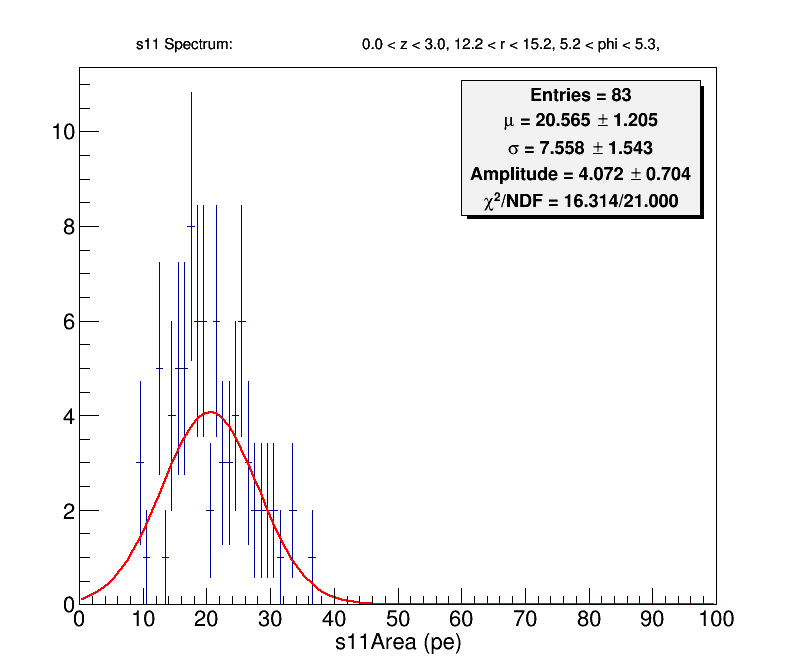 s11 Spectrum: 0.0 < z < 3.0, 12.2 < r < 15.2, 5.2 < phi < 5.3,
Entries = 83
μ = 20.565 ± 1.205
σ = 7.558 ± 1.543
Amplitude = 4.072 ± 0.704
χ²/NDF = 16.314/21.000
10
8
6
4
2
0
0 10 20 30 40 50 60 70 80 90 100
s11Area (pe)